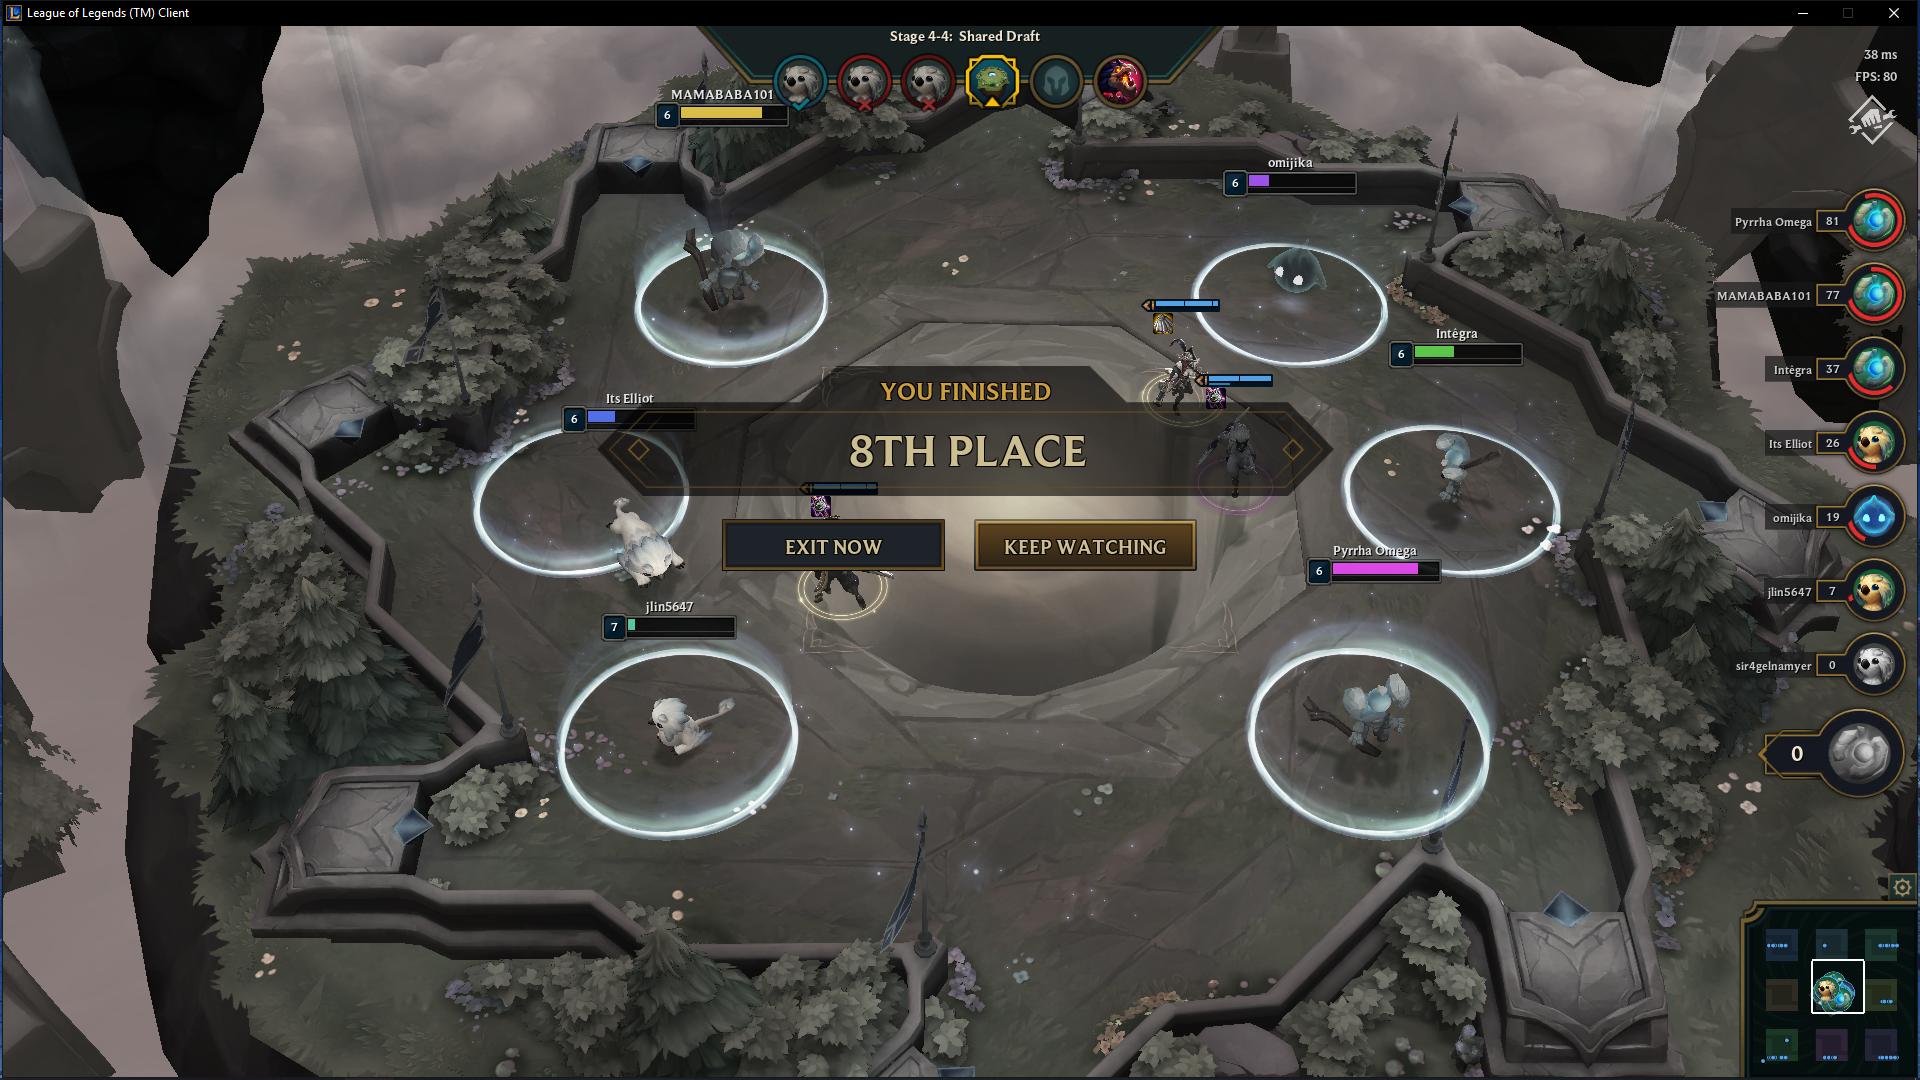 League of Legends (TM) Client
Stage 4-4: Shared Draft
38 ms
FPS: 80
MAMABABA101
6
omijika
6
Pyrrha Omega 81
MAMABABA101 77
Intêgra
6
Intêgra 37
YOU FINISHED
Its Elliot
6
8TH PLACE
Its Elliot 26
omijika 19
EXIT NOW
KEEP WATCHING
Pyrrha Omega
6
jlin5647
7
jlin5647 7
sir4gelnamyer 0
0